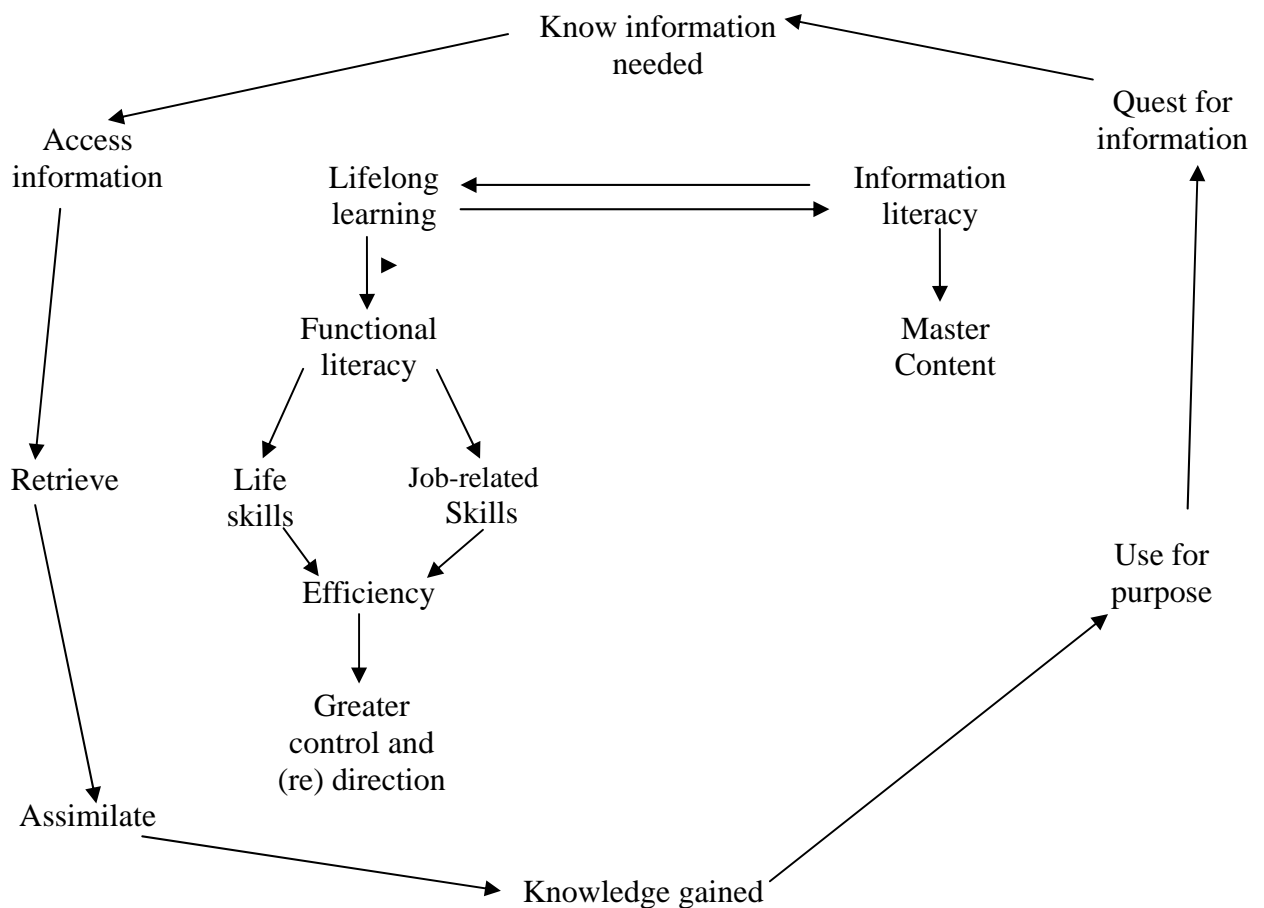 Know information
needed
Quest for
information
Access
information
Lifelong
learning
Information
literacy
Functional
literacy
Master
Content
Retrieve
Life
skills
Job-related
Skills
Use for
purpose
Efficiency
Greater
control and
(re) direction
Assimilate
Knowledge gained